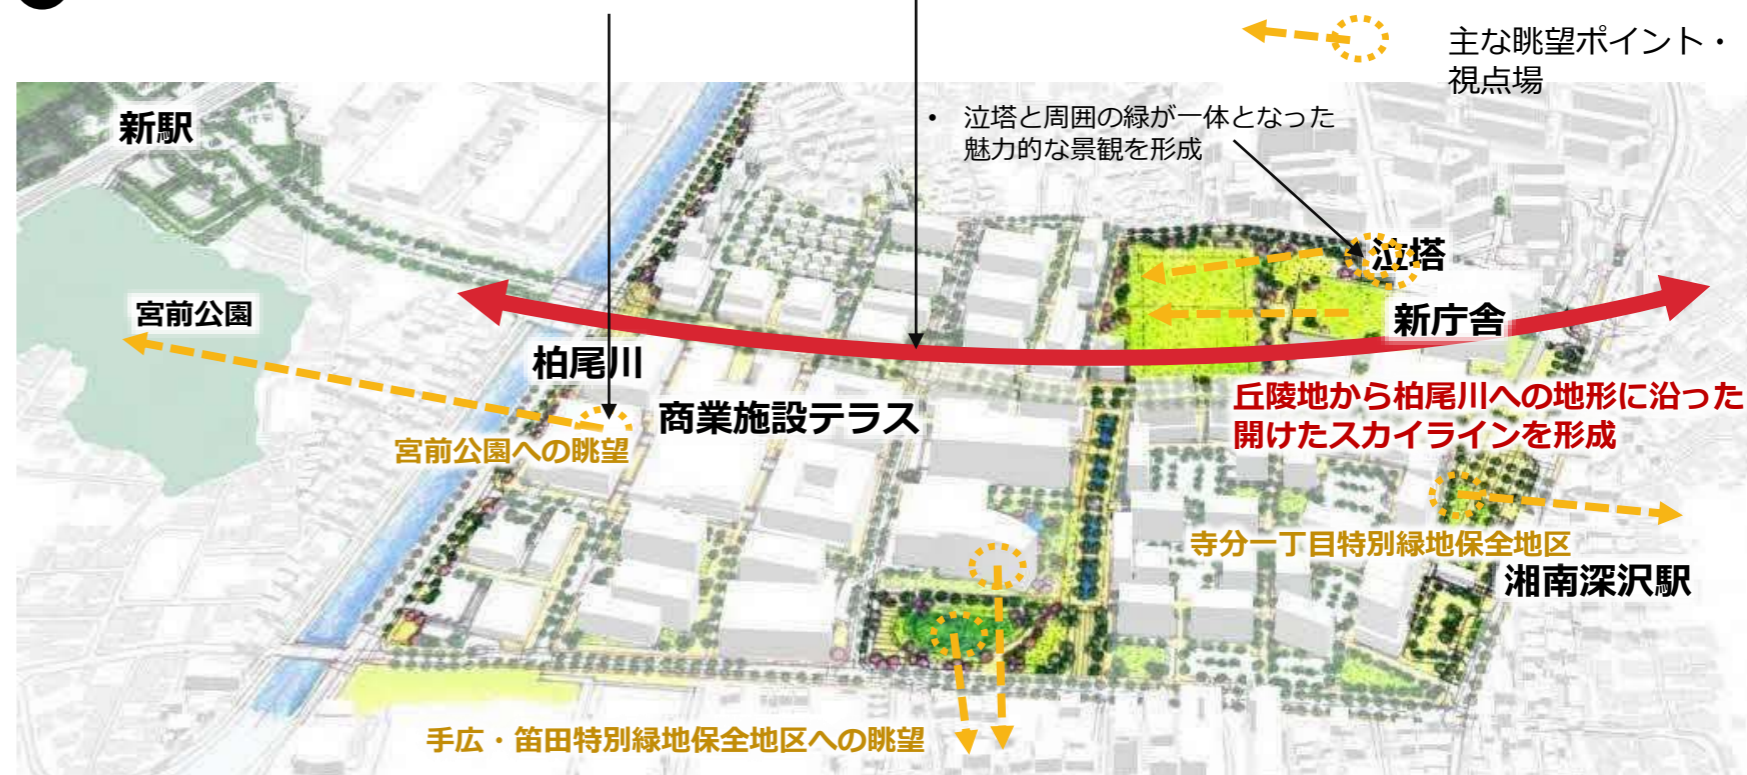 主な眺望ポイント・
視点場
• 泣塔と周囲の緑が一体となった
魅力的な景観を形成
新駅
泣塔
宮前公園
新庁舎
柏尾川
商業施設テラス
丘陵地から柏尾川への地形に沿った
開けたスカイラインを形成
宮前公園への眺望
寺分一丁目特別緑地保全地区
湘南深沢駅
手広・笛田特別緑地保全地区への眺望